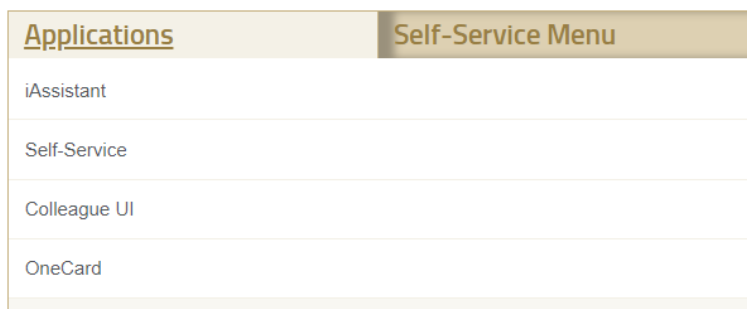 Applications Self-Service Menu
iAssistant
Self-Service
Colleague UI
OneCard